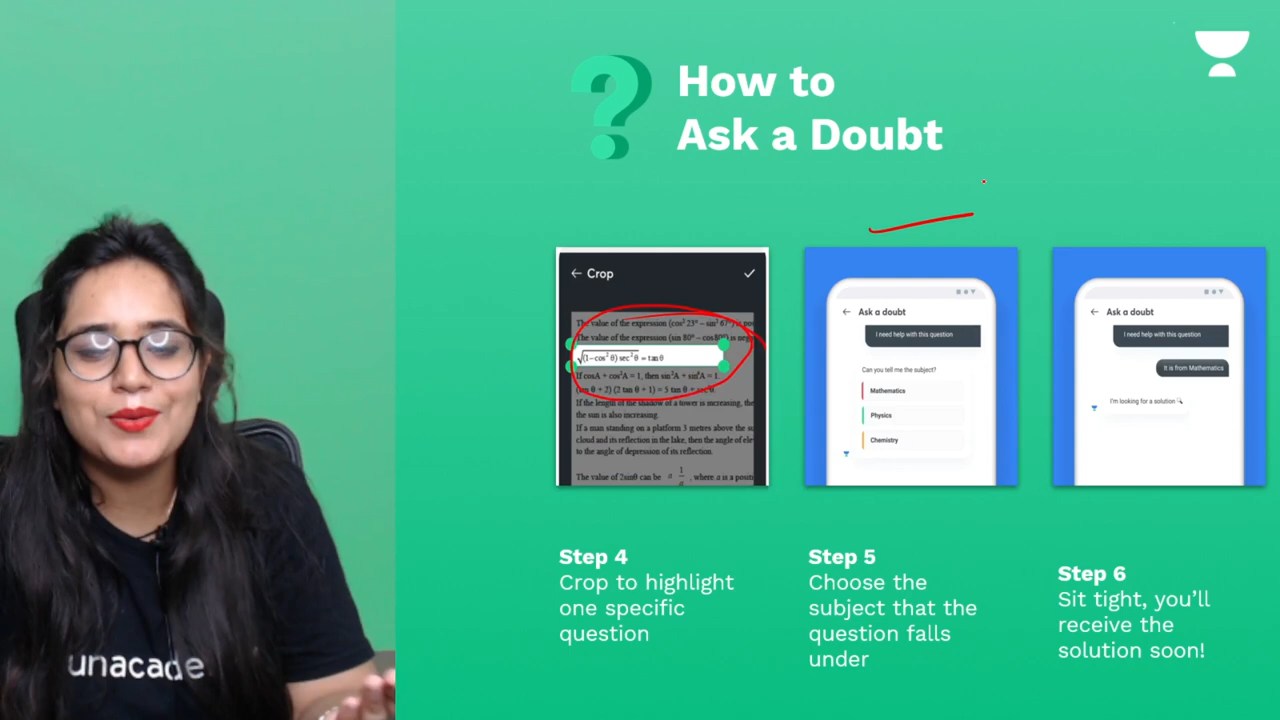 How to
Ask a Doubt
Crop
The value of the expression (cos² 23° – sin² 67°) is
The value of the expression (sin 80° – cos 80°) is
√(1–cos² θ) sec² θ = tan θ
If cosA + cos²A = 1, then sin²A + sin⁴A = 1.
(tan θ + 2) (2 tan θ + 1) = 5 tan θ + sec²θ.
If the length of the shadow of a tower is increasing,
the sun is also increasing.
If a man standing on a platform 3 metres above the
cloud and its reflection in the lake, then the angle of
to the angle of depression of its reflection.
The value of 2sinθ can be a 1/a, where a is a
Ask a doubt
I need help with this question
Can you tell me the subject?
Mathematics
Physics
Chemistry
Ask a doubt
I need help with this question
It is from Mathematics
I'm looking for a solution
Step 4
Crop to highlight
one specific
question
Step 5
Choose the
subject that the
question falls
under
Step 6
Sit tight, you'll
receive the
solution soon!
unacade